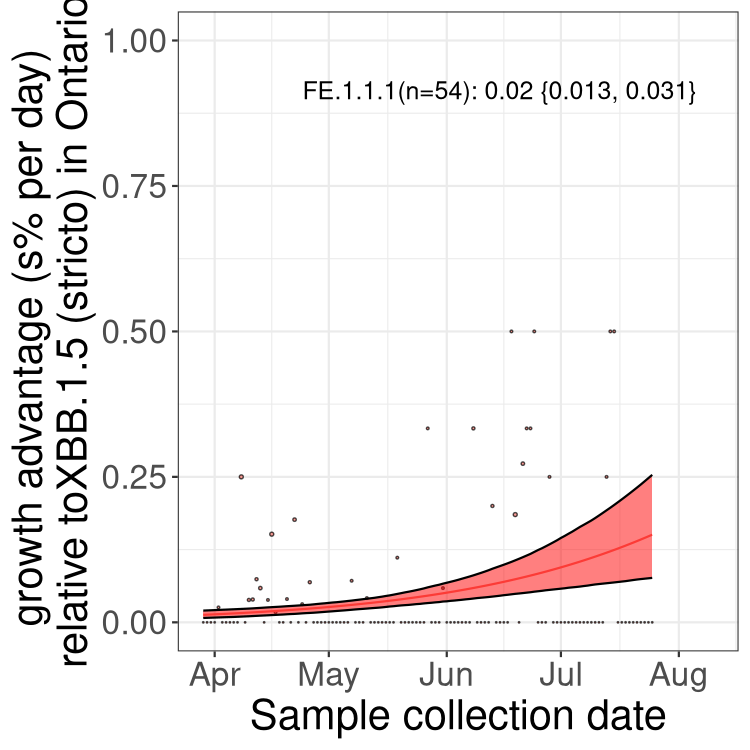 growth advantage (s% per day)
relative toXBB.1.5 (stricto) in Ontario
1.00
0.75
0.50
0.25
0.00
FE.1.1.1(n=54): 0.02 {0.013, 0.031}
Apr May Jun Jul Aug
Sample collection date